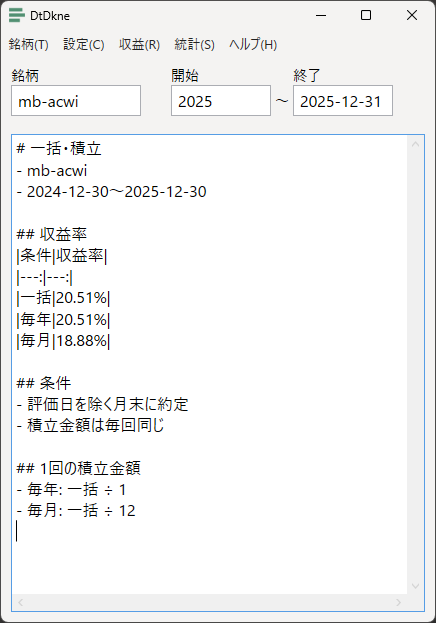 DtDkne
銘柄(T) 設定(C) 収益(R) 統計(S) ヘルプ(H)
銘柄 開始 終了
mb-acwi 2025 ～ 2025-12-31
# 一括・積立
- mb-acwi
- 2024-12-30～2025-12-30
## 収益率
|条件|収益率|
|---:|---:|
|一括|20.51%|
|毎年|20.51%|
|毎月|18.88%|
## 条件
- 評価日を除く月末に約定
- 積立金額は毎回同じ
## 1回の積立金額
- 毎年: 一括 ÷ 1
- 毎月: 一括 ÷ 12